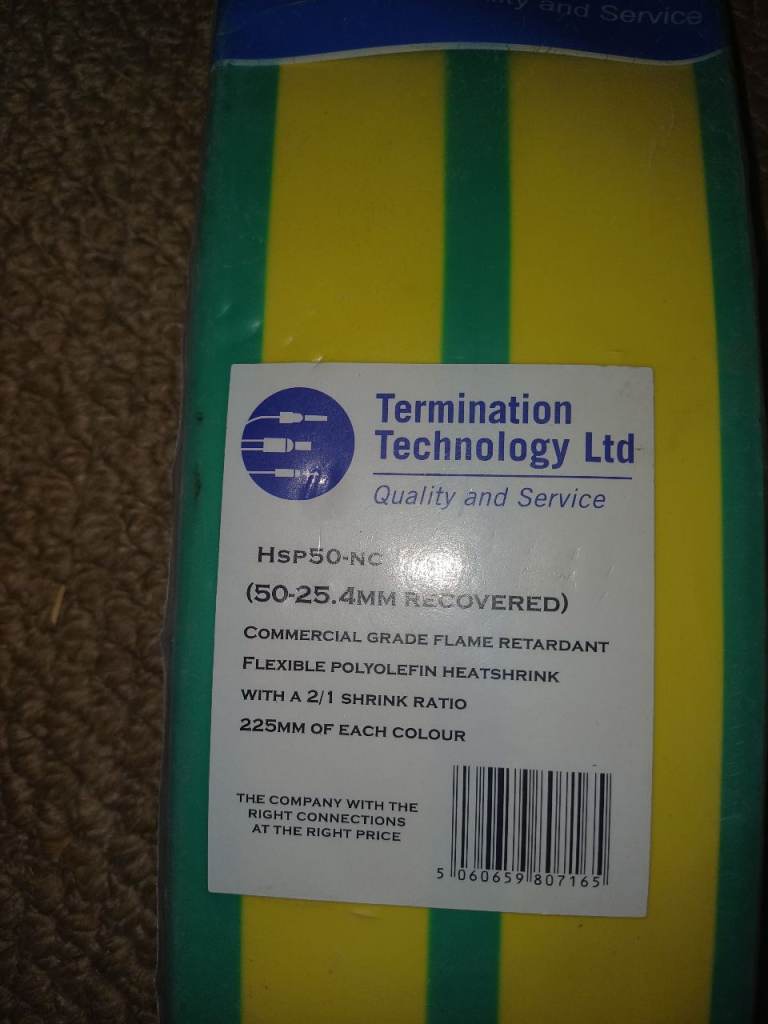 and Service
Termination
Technology Ltd
Quality and Service
HSP50-NC
(50-25.4MM RECOVERED)
COMMERCIAL GRADE FLAME RETARDANT
FLEXIBLE POLYOLEFIN HEATSHRINK
WITH A 2/1 SHRINK RATIO
225MM OF EACH COLOUR
THE COMPANY WITH THE
RIGHT CONNECTIONS
AT THE RIGHT PRICE
5 060659 807165